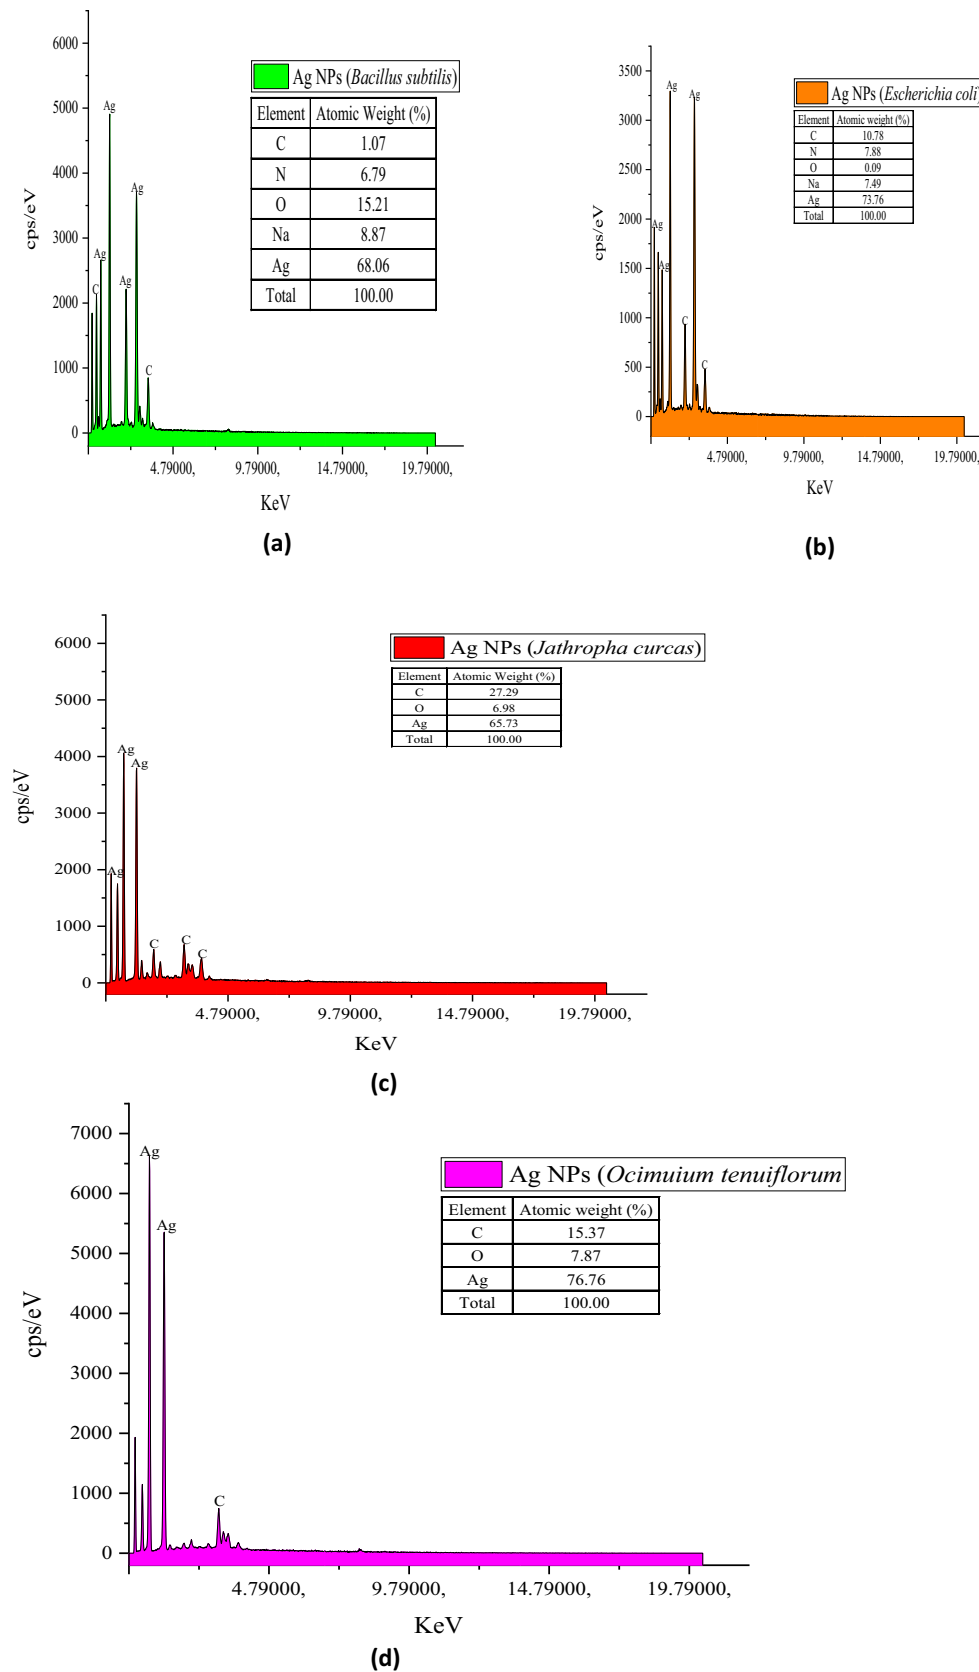 6000
5000
4000
3000
2000
1000
0
cps/eV
Ag
Ag
Ag
Ag
C
C
Ag NPs (Bacillus subtilis)
Element Atomic Weight (%)
C 1.07
N 6.79
O 15.21
Na 8.87
Ag 68.06
Total 100.00
4.79000, 9.79000, 14.79000, 19.79000,
KeV
(a)
3500
3000
2500
2000
1500
1000
500
0
cps/eV
Ag
Ag
Ag
Ag
C
C
Ag NPs (Escherichia coli)
Element Atomic weight (%)
C 10.78
N 7.88
O 0.09
Na 7.49
Ag 73.76
Total 100.00
4.79000, 9.79000, 14.79000, 19.79000,
KeV
(b)
6000
5000
4000
3000
2000
1000
0
cps/eV
Ag
Ag
Ag
C
C
C
Ag NPs (Jathropha curcas)
Element Atomic Weight (%)
C 27.29
O 6.98
Ag 65.73
Total 100.00
4.79000, 9.79000, 14.79000, 19.79000,
KeV
(c)
7000
6000
5000
4000
3000
2000
1000
0
cps/eV
Ag
Ag
C
Ag NPs (Ocimuium tenuiflorum
Element Atomic weight (%)
C 15.37
O 7.87
Ag 76.76
Total 100.00
4.79000, 9.79000, 14.79000, 19.79000,
KeV
(d)